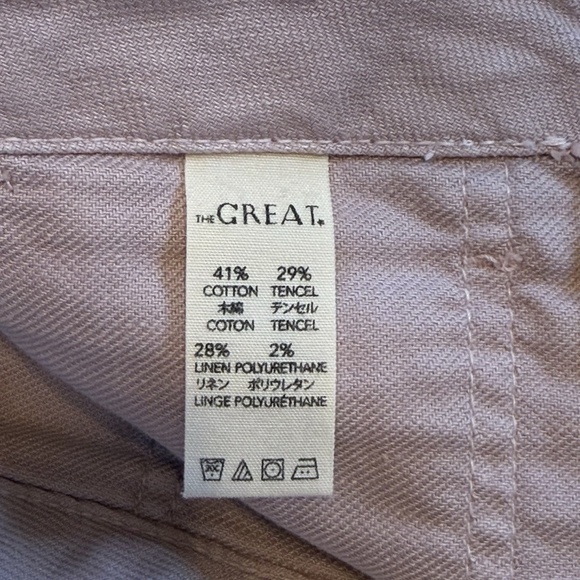 THE GREAT.
41% 29%
COTTON TENCEL
木綿 テンセル
COTON TENCEL
28% 2%
LINEN POLYURETHANE
リネン ポリウレタン
LINGE POLYURÉTHANE